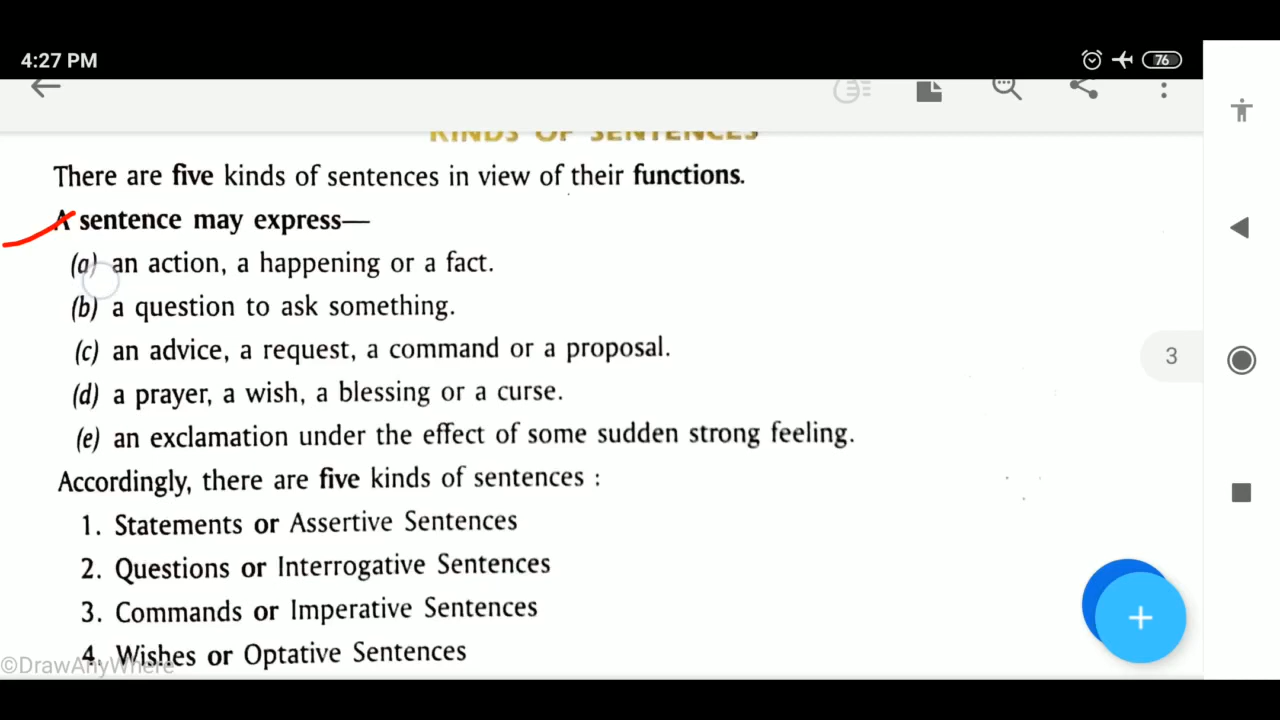 4:27 PM
76
KINDS OF SENTENCES
There are five kinds of sentences in view of their functions.
A sentence may express—
(a) an action, a happening or a fact.
(b) a question to ask something.
(c) an advice, a request, a command or a proposal.
3
(d) a prayer, a wish, a blessing or a curse.
(e) an exclamation under the effect of some sudden strong feeling.
Accordingly, there are five kinds of sentences :
1. Statements or Assertive Sentences
2. Questions or Interrogative Sentences
3. Commands or Imperative Sentences
4. Wishes or Optative Sentences
©DrawAnyWhere